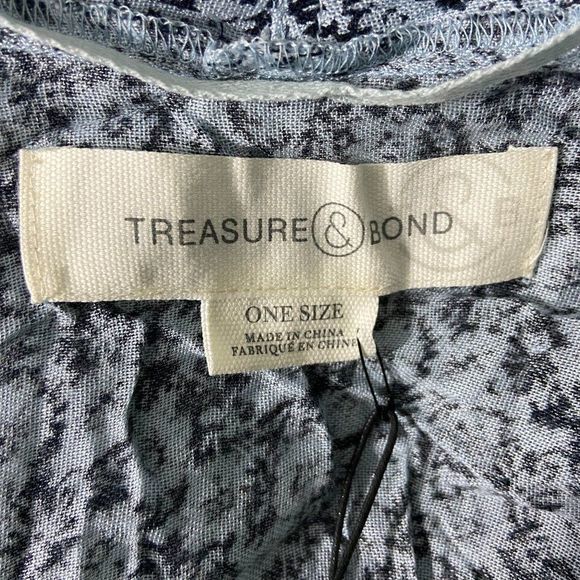 TREASURE & BOND
ONE SIZE
MADE IN CHINA
FABRIQUÉ EN CHINE